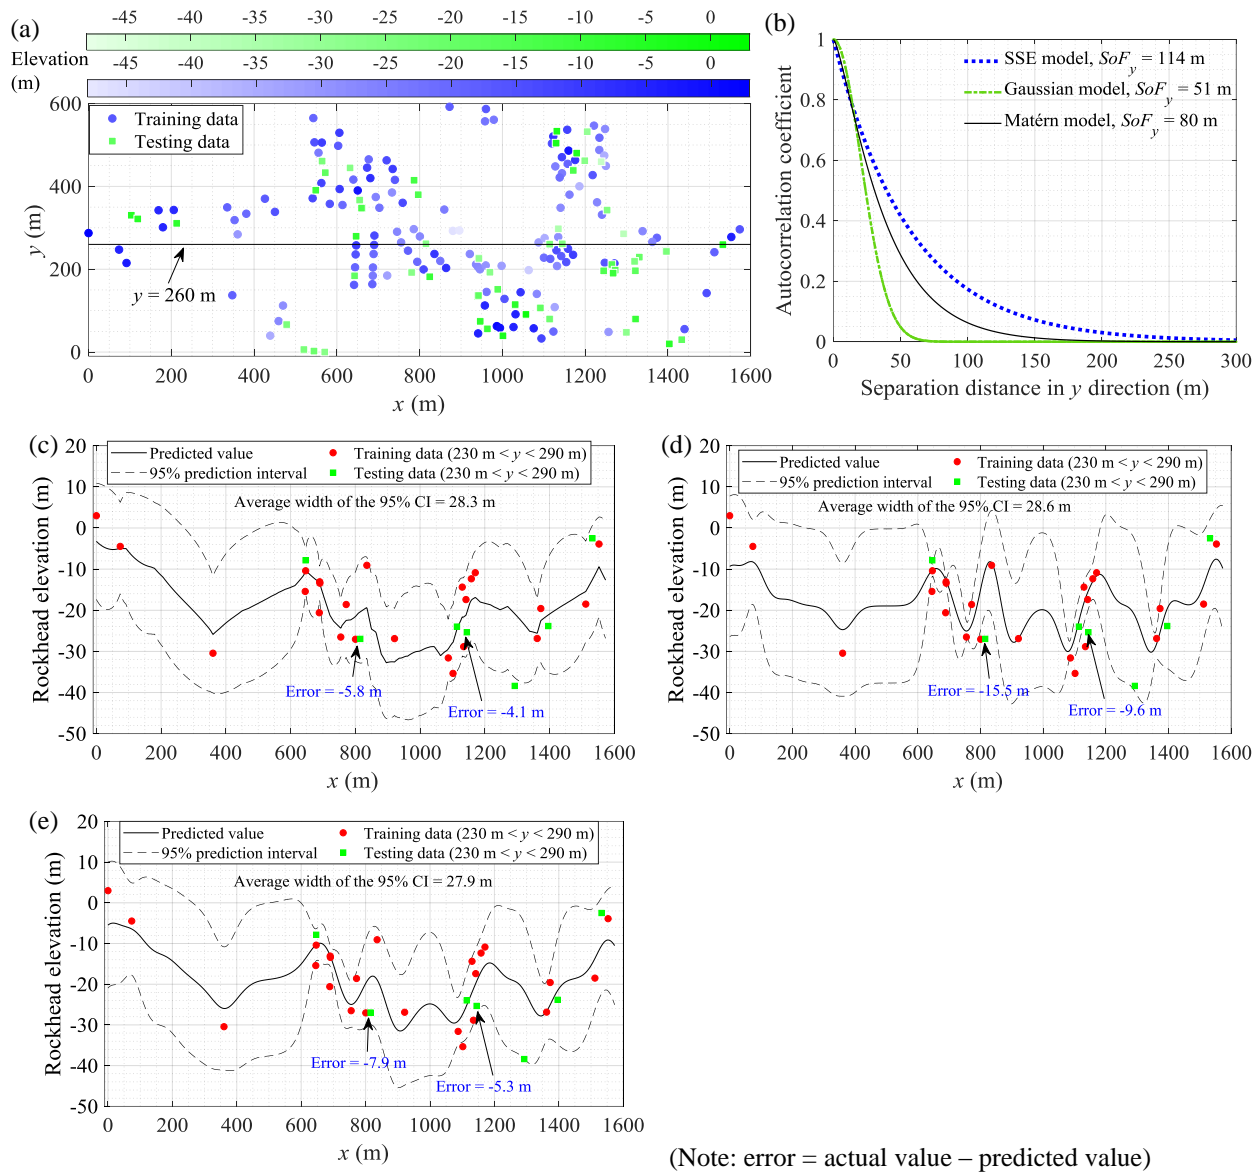 (a)
-45 -40 -35 -30 -25 -20 -15 -10 -5 0
Elevation
-45 -40 -35 -30 -25 -20 -15 -10 -5 0
(m)
600
400
200
0
y (m)
Training data
Testing data
y = 260 m
0 200 400 600 800 1000 1200 1400 1600
x (m)
(b)
1
0.8
0.6
0.4
0.2
0
Autocorrelation coefficient
SSE model, SoFy = 114 m
Gaussian model, SoFy = 51 m
Matérn model, SoFy = 80 m
0 50 100 150 200 250 300
Separation distance in y direction (m)
(c)
20
10
0
-10
-20
-30
-40
-50
Rockhead elevation (m)
Predicted value Training data (230 m < y < 290 m)
95% prediction interval Testing data (230 m < y < 290 m)
Average width of the 95% CI = 28.3 m
Error = -5.8 m
Error = -4.1 m
0 200 400 600 800 1000 1200 1400 1600
x (m)
(d)
20
10
0
-10
-20
-30
-40
-50
Rockhead elevation (m)
Predicted value Training data (230 m < y < 290 m)
95% prediction interval Testing data (230 m < y < 290 m)
Average width of the 95% CI = 28.6 m
Error = -15.5 m
Error = -9.6 m
0 200 400 600 800 1000 1200 1400 1600
x (m)
(e)
20
10
0
-10
-20
-30
-40
-50
Rockhead elevation (m)
Predicted value Training data (230 m < y < 290 m)
95% prediction interval Testing data (230 m < y < 290 m)
Average width of the 95% CI = 27.9 m
Error = -7.9 m
Error = -5.3 m
0 200 400 600 800 1000 1200 1400 1600
x (m)
(Note: error = actual value – predicted value)